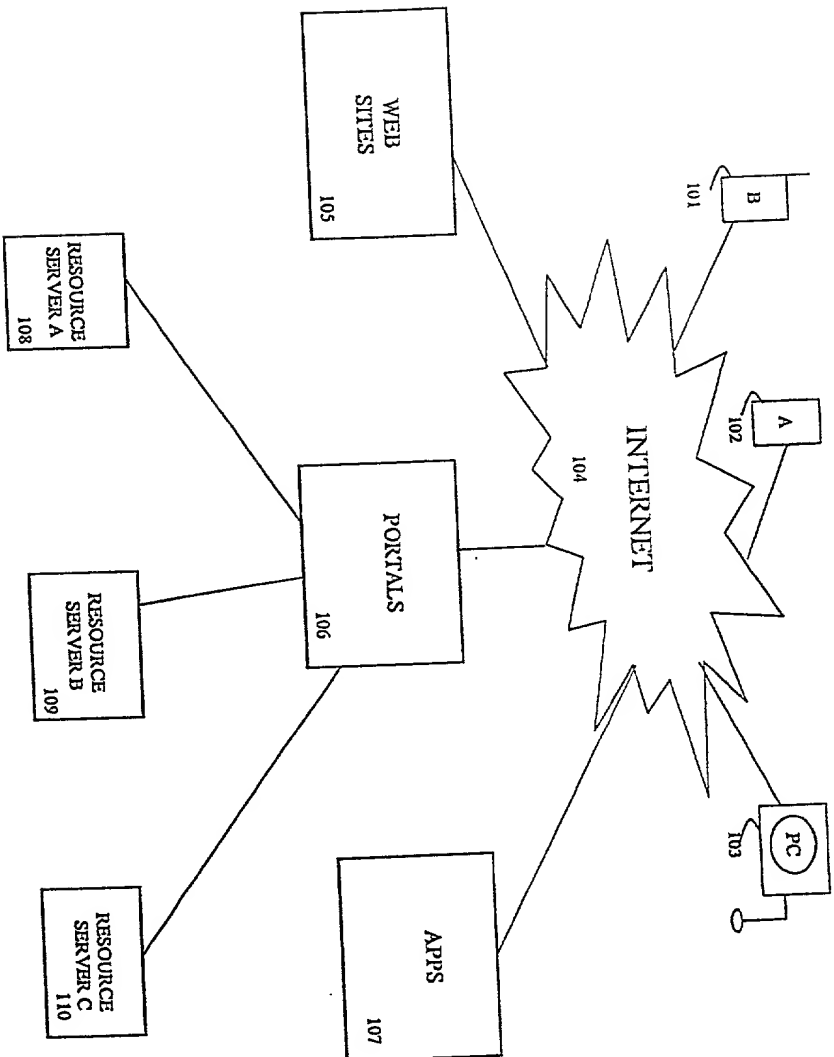 B
101
A
102
PC
103
INTERNET
104
WEB
SITES
105
PORTALS
106
APPS
107
RESOURCE
SERVER A
108
RESOURCE
SERVER B
109
RESOURCE
SERVER C
110